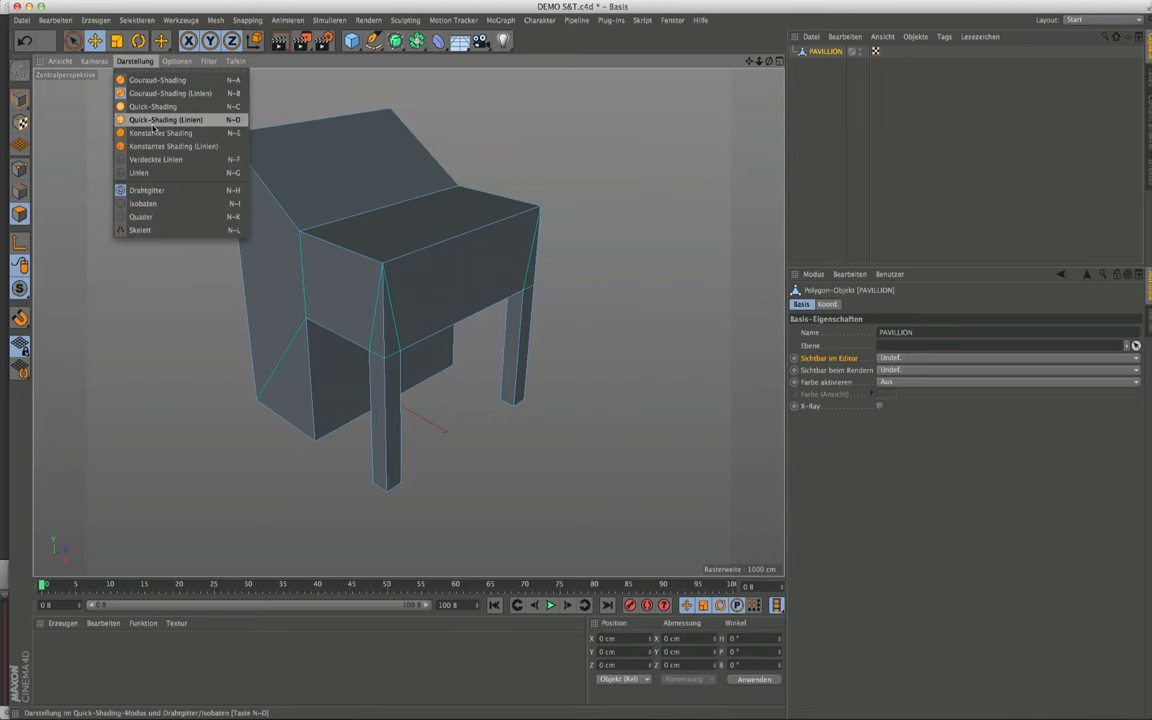 DEMO S&T.c4d * - Basis
Datei Bearbeiten Erzeugen Selektieren Werkzeuge Mesh Snapping Animieren Simulieren Rendern Sculpting Motion Tracker MoGraph Charakter Pipeline Plug-ins Skript Fenster Hilfe Layout: Start
X Y Z
Datei Bearbeiten Ansicht Objekte Tags Lesezeichen
PAVILLION
Ansicht Kameras Darstellung Optionen Filter Tafeln
Zentralperspektive
Gouraud-Shading N~A
Gouraud-Shading (Linien) N~B
Quick-Shading N~C
Quick-Shading (Linien) N~D
Konstantes Shading N~E
Konstantes Shading (Linien)
Verdeckte Linien N~F
Linien N~G
Drahtgitter N~H
Isobaten N~I
Quader N~K
Skelett N~L
Modus Bearbeiten Benutzer
Polygon-Objekt [PAVILLION]
Basis Koord.
Basis-Eigenschaften
Name PAVILLION
Ebene
Sichtbar im Editor Undef.
Sichtbar beim Rendern Undef.
Farbe aktivieren Aus
Farbe (Ansicht)
X-Ray
Y
Z
X
Rasterweite : 1000 cm
0 5 10 15 20 25 30 35 40 45 50 55 60 65 70 75 80 85 90 95 0 B
0 B 0 B 100 B 100 B
Erzeugen Bearbeiten Funktion Textur
Position Abmessung Winkel
X 0 cm X 0 cm H 0 °
Y 0 cm Y 0 cm P 0 °
Z 0 cm Z 0 cm B 0 °
Objekt (Rel) Abmessung Anwenden
MAXON
CINEMA 4D
Darstellung im Quick-Shading-Modus und Drahtgitter/Isobaten [Taste N~D]